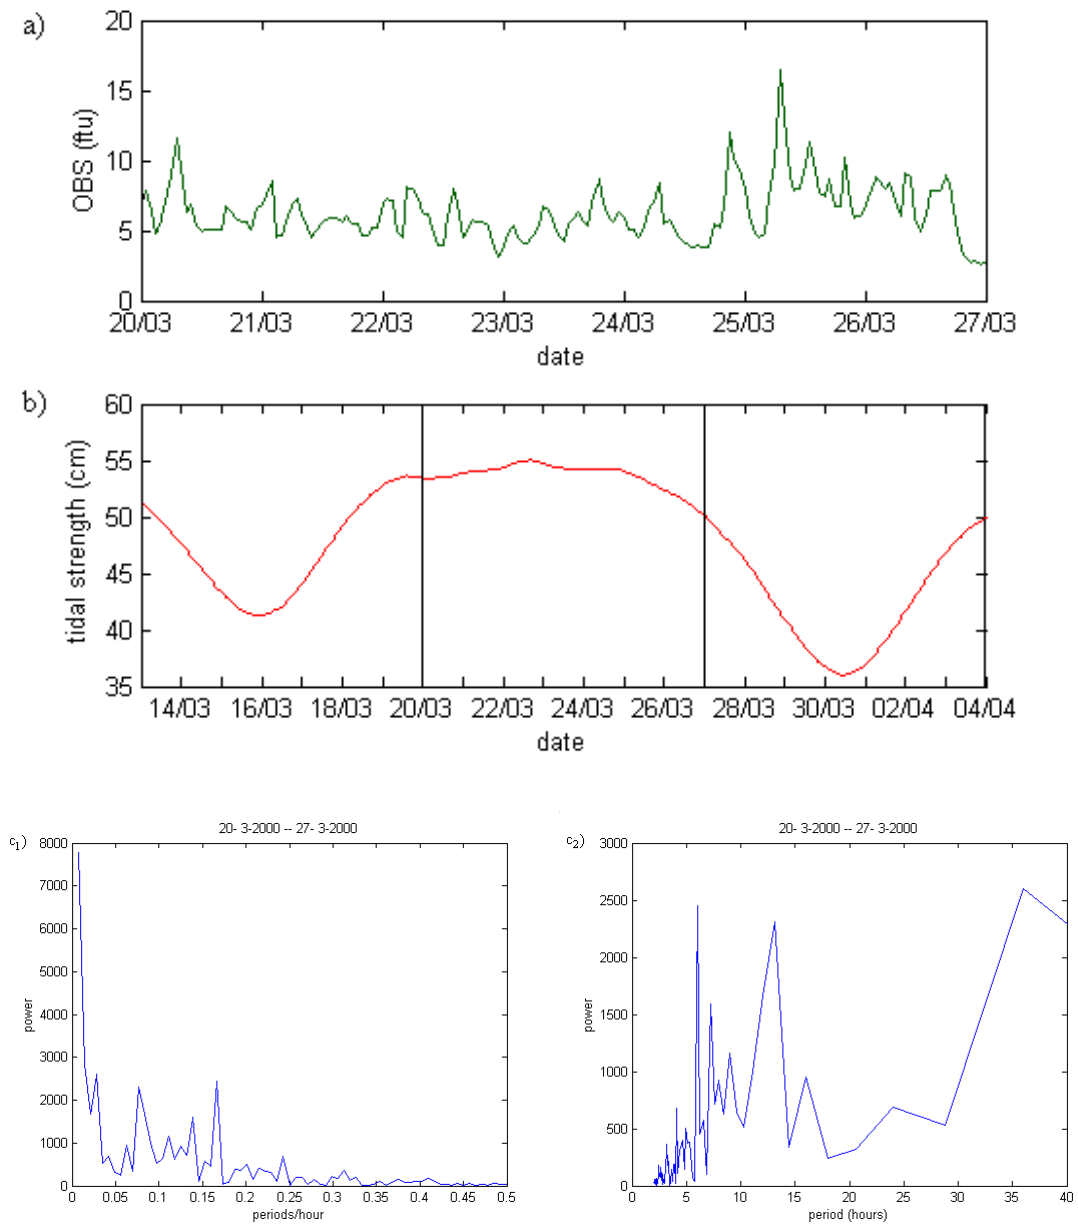 a)
20
15
10
5
0
OBS (ftu)
20/03 21/03 22/03 23/03 24/03 25/03 26/03 27/03
date
b)
60
55
50
45
40
35
tidal strength (cm)
14/03 16/03 18/03 20/03 22/03 24/03 26/03 28/03 30/03 02/04 04/04
date
c1)
20- 3-2000 -- 27- 3-2000
8000
7000
6000
5000
4000
3000
2000
1000
0
power
0 0.05 0.1 0.15 0.2 0.25 0.3 0.35 0.4 0.45 0.5
periods/hour
c2)
20- 3-2000 -- 27- 3-2000
3000
2500
2000
1500
1000
500
0
power
0 5 10 15 20 25 30 35 40
period (hours)